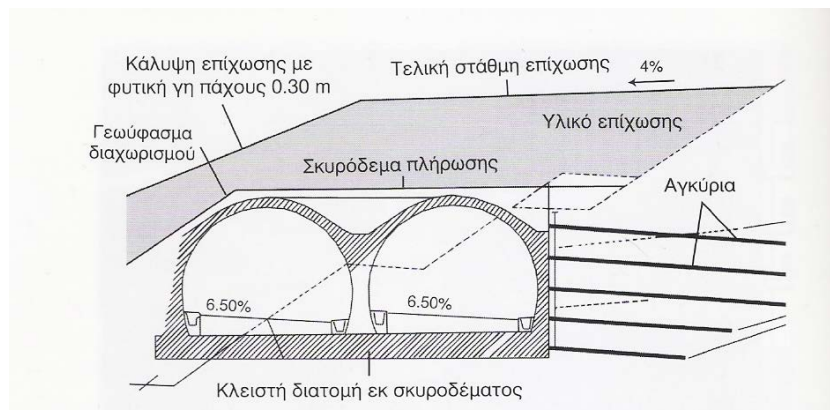 Κάλυψη επίχωσης με
φυτική γη πάχους 0.30 m
Τελική στάθμη επίχωσης
4%
Γεωύφασμα
διαχωρισμού
Υλικό επίχωσης
Σκυρόδεμα πλήρωσης
Αγκύρια
6.50%
6.50%
Κλειστή διατομή εκ σκυροδέματος